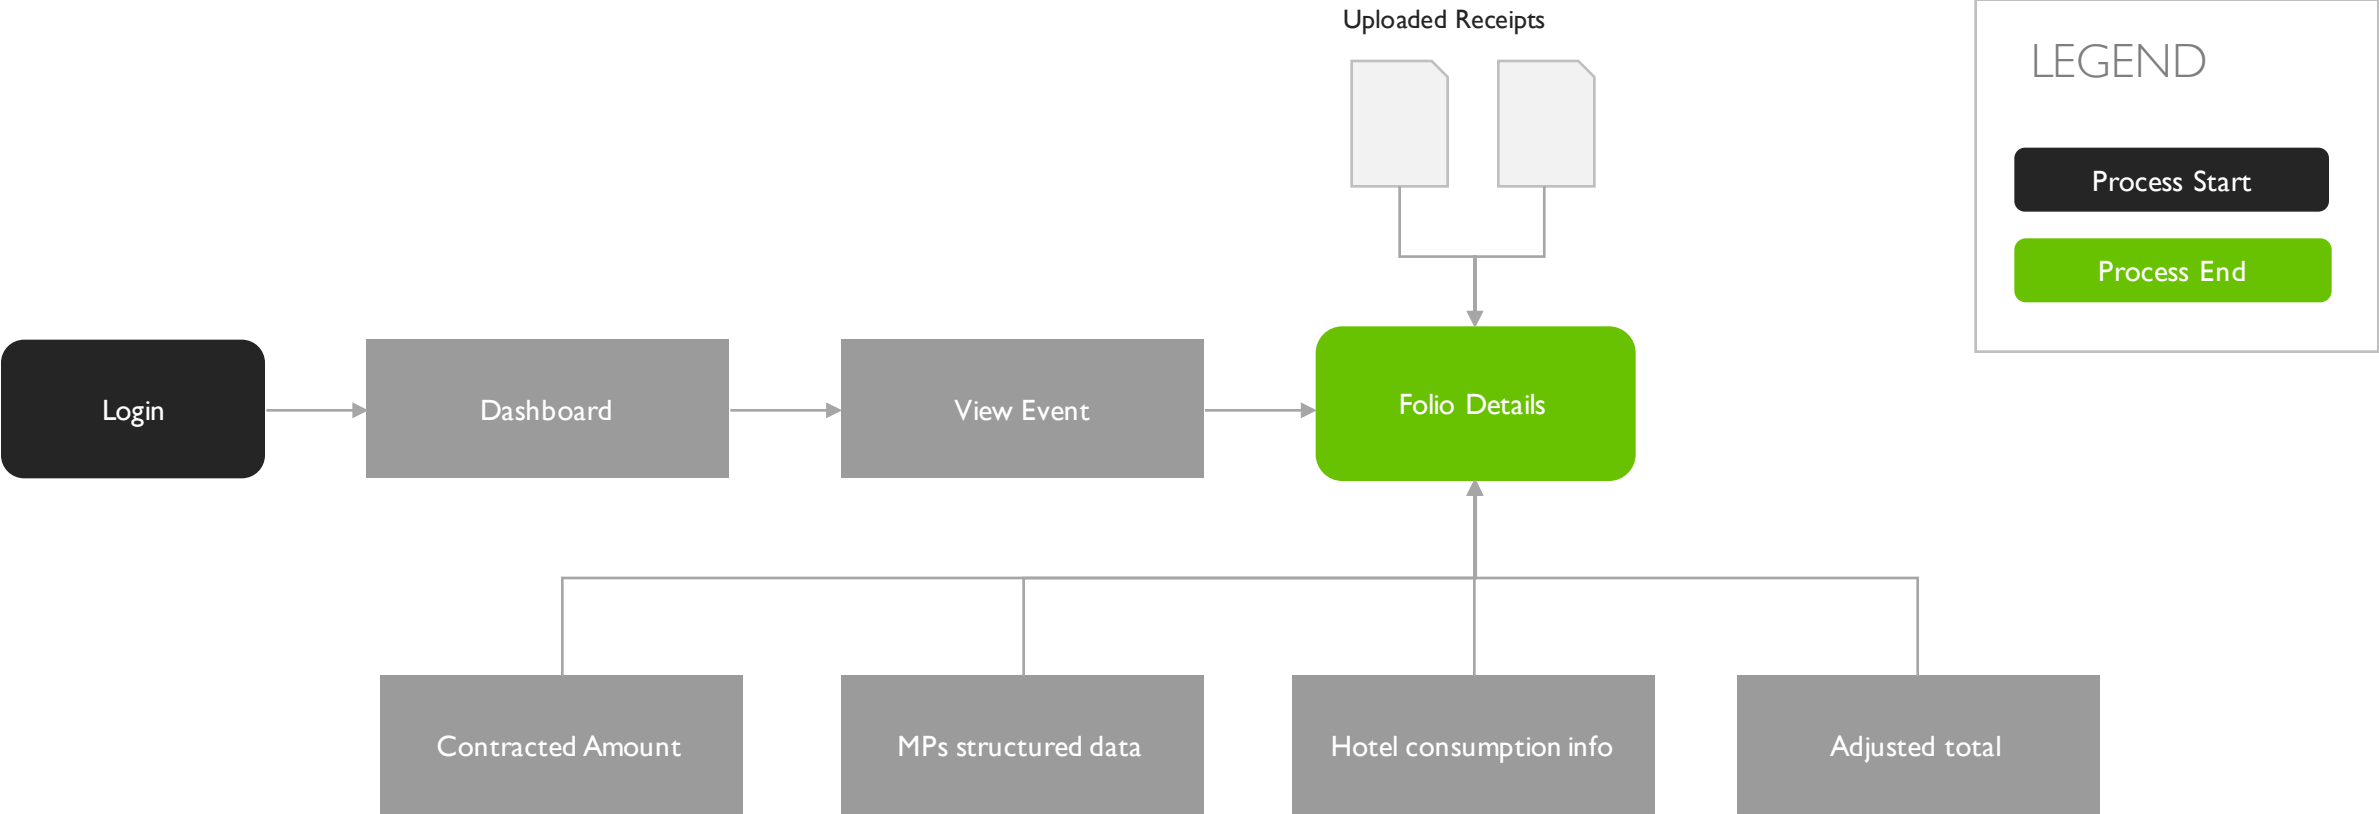 Uploaded Receipts
LEGEND
Process Start
Process End
Login
Dashboard
View Event
Folio Details
Contracted Amount
MPs structured data
Hotel consumption info
Adjusted total